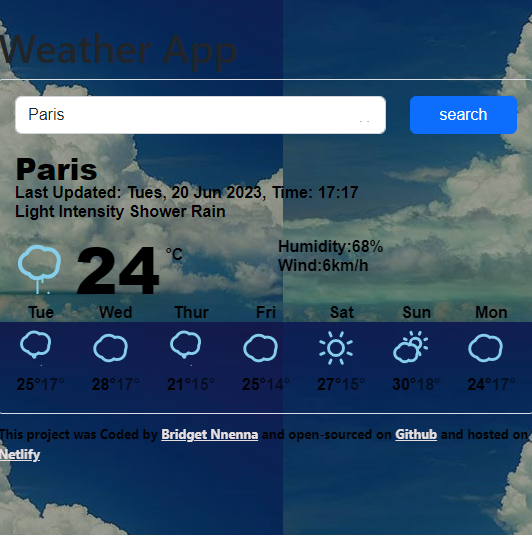 Weather App
Paris
search
Paris
Last Updated: Tues, 20 Jun 2023, Time: 17:17
Light Intensity Shower Rain
24 °C
Humidity:68%
Wind:6km/h
Tue Wed Thur Fri Sat Sun Mon
25°17° 28°17° 21°15° 25°14° 27°15° 30°18° 24°17°
This project was Coded by Bridget Nnenna and open-sourced on Github and hosted on
Netlify